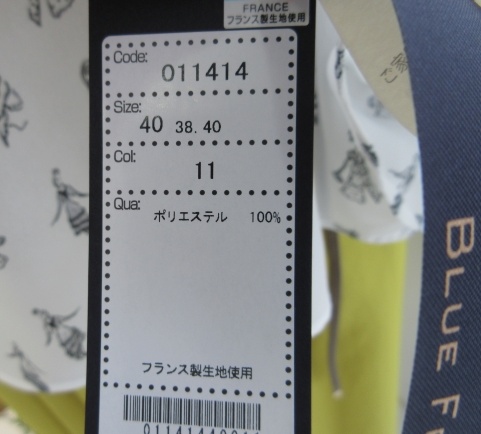 FRANCE
フランス製生地使用
Code:
011414
Size:
40 38.40
Col:
11
Qua:
ポリエステル 100%
フランス製生地使用
BLUE F